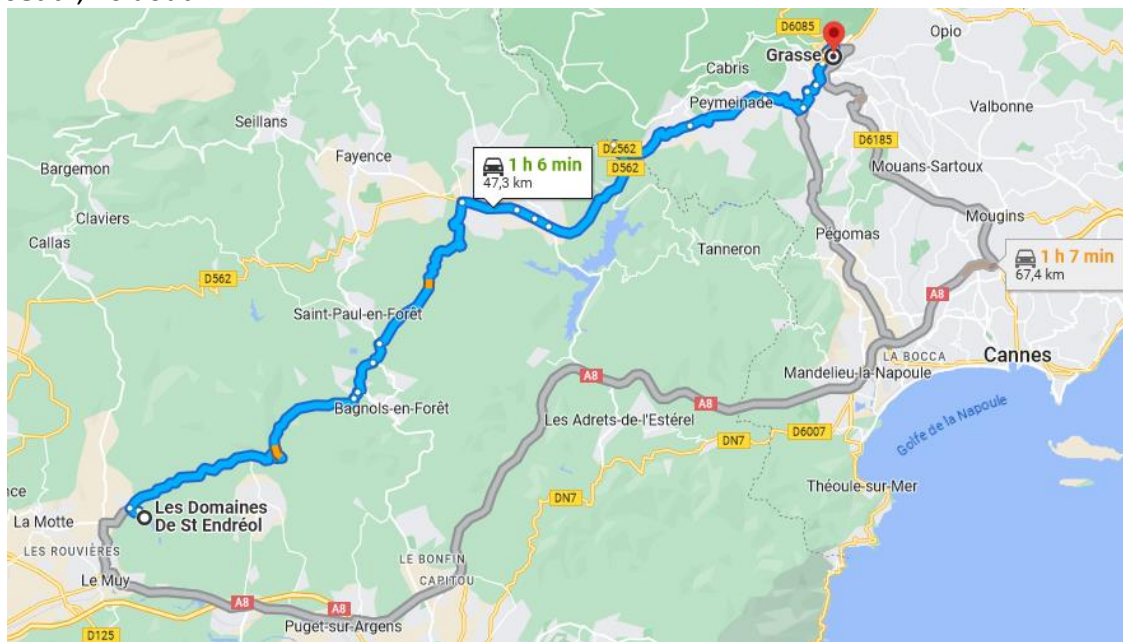 D6085
Opio
Grasse
Cabris
Peymeinade
Valbonne
Seillans
D2562
D562
D6185
Fayence
1 h 6 min
47,3 km
Mouans-Sartoux
Bargemon
Claviers
Mougins
Callas
Pégomas
Tanneron
1 h 7 min
67,4 km
D562
A8
Saint-Paul-en-Forêt
LA BOCCA
Cannes
Mandelieu-la-Napoule
A8
Bagnols-en-Forêt
A8
Les Adrets-de-l'Estérel
D6007
DN7
Golfe de la Napoule
Théoule-sur-Mer
DN7
Les Domaines
De St Endréol
La Motte
LES ROUVIÈRES
LE BONFIN
CAPITOU
Le Muy
A8
A8
Puget-sur-Argens
D125